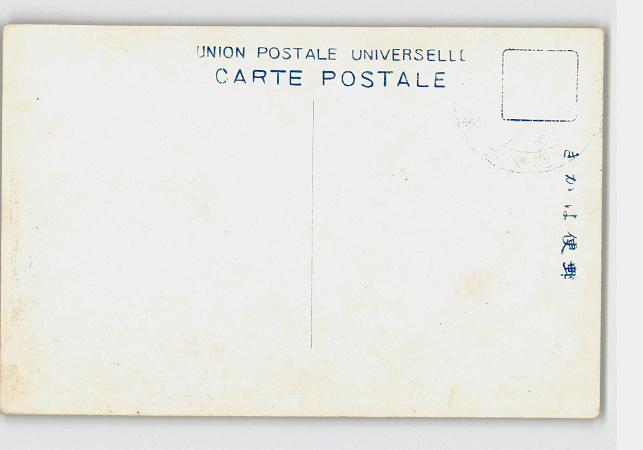 UNION POSTALE UNIVERSELLE
CARTE POSTALE
きかは便郵